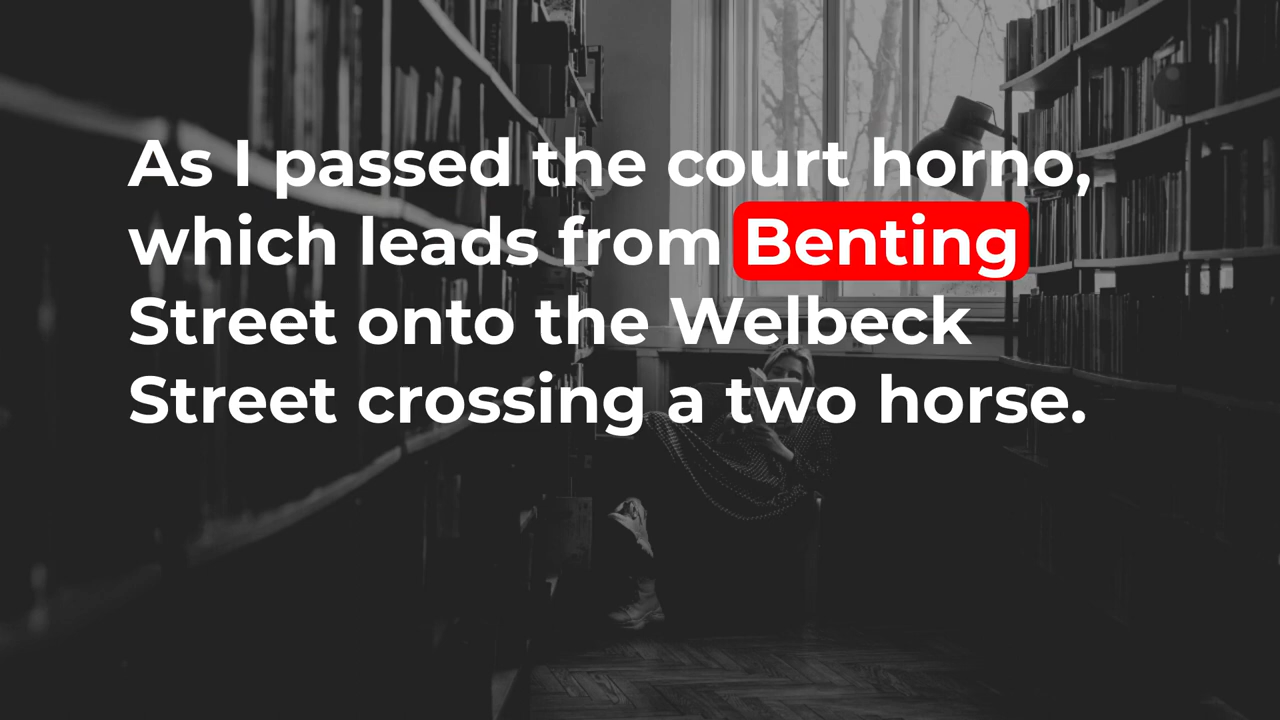 As I passed the court horno,
which leads from Benting
Street onto the Welbeck
Street crossing a two horse.